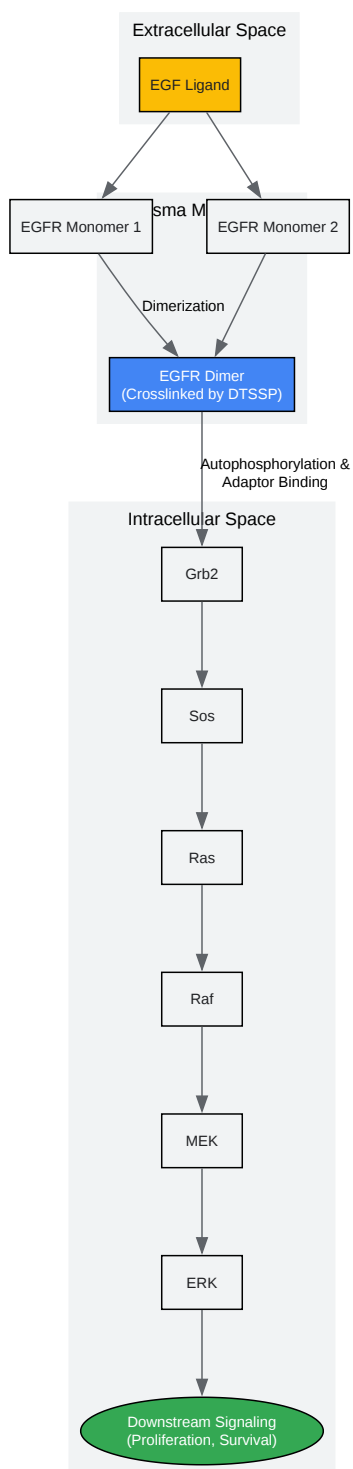 Extracellular Space
EGF Ligand
sma M
EGFR Monomer 1
EGFR Monomer 2
Dimerization
EGFR Dimer
(Crosslinked by DTSSP)
Autophosphorylation &
Adaptor Binding
Intracellular Space
Grb2
Sos
Ras
Raf
MEK
ERK
Downstream Signaling
(Proliferation, Survival)